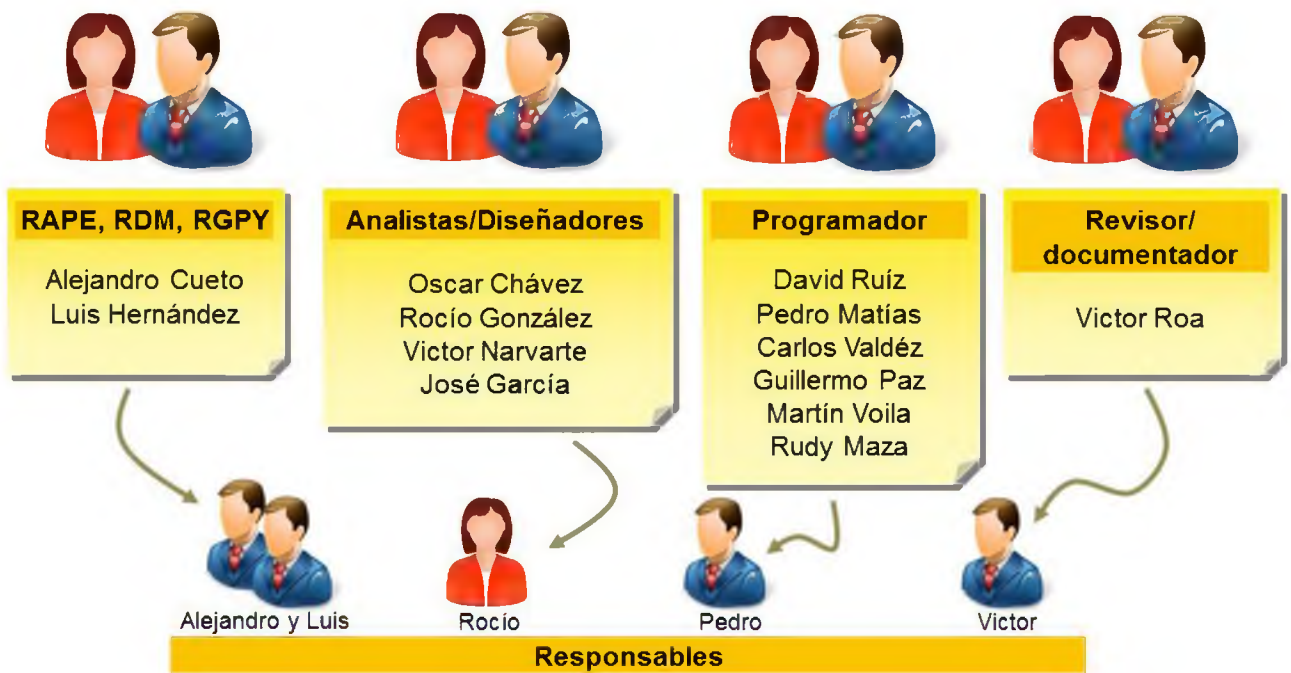 RAPE, RDM, RGPY
Alejandro Cueto
Luis Hernández
Analistas/Diseñadores
Oscar Chávez
Rocío González
Victor Narvarte
José García
Programador
David Ruíz
Pedro Matías
Carlos Valdéz
Guillermo Paz
Martín Voila
Rudy Maza
Revisor/
documentador
Victor Roa
Alejandro y Luis
Rocío
Pedro
Victor
Responsables